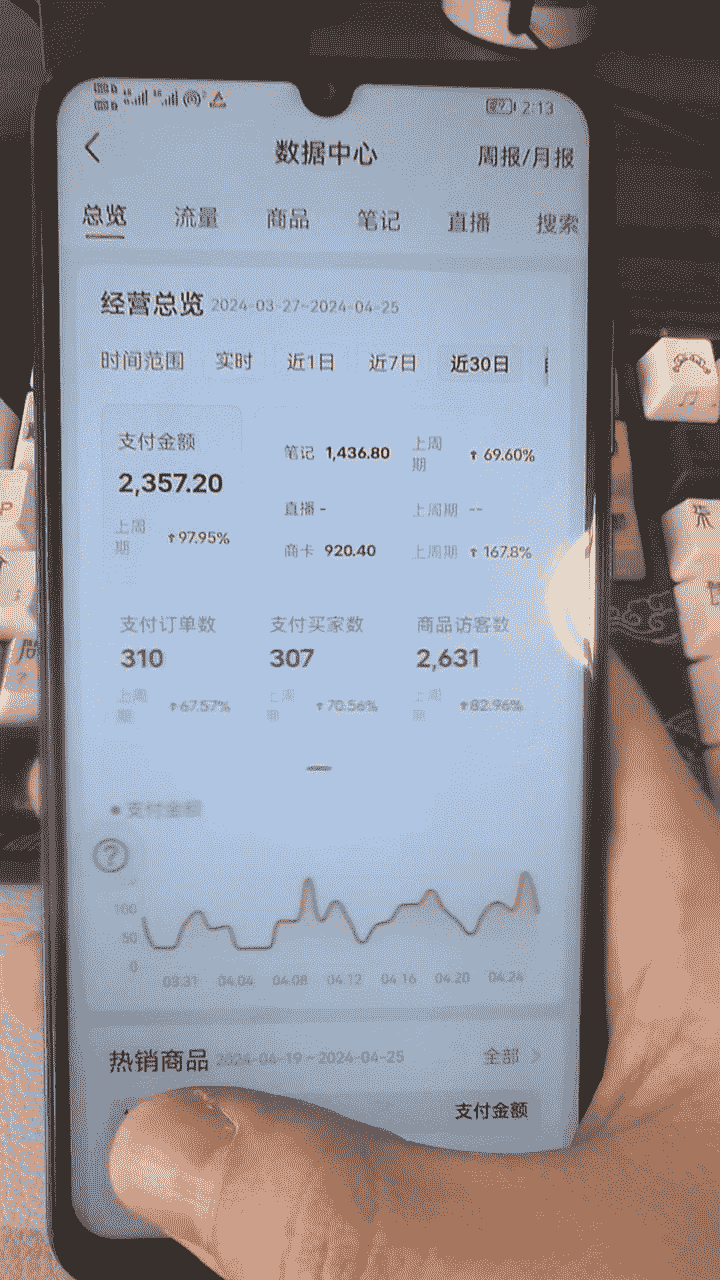 2:13
数据中心 周报/月报
总览 流量 商品 笔记 直播 搜索
经营总览 2024-03-27~2024-04-25
时间范围 实时 近1日 近7日 近30日
支付金额
2,357.20
上周期 ↑97.95%
笔记 1,436.80 上周期 ↑ 69.60%
直播 - 上周期 --
商卡 920.40 上周期 ↑ 167.8%
支付订单数 支付买家数 商品访客数
310 307 2,631
上周期 ↑67.57% 上周期 ↑70.56% 上周期 ↑82.96%
支付金额
?
100
50
0
03.31 04.04 04.08 04.12 04.16 04.20 04.24
热销商品 2024-04-19~2024-04-25 全部 >
支付金额